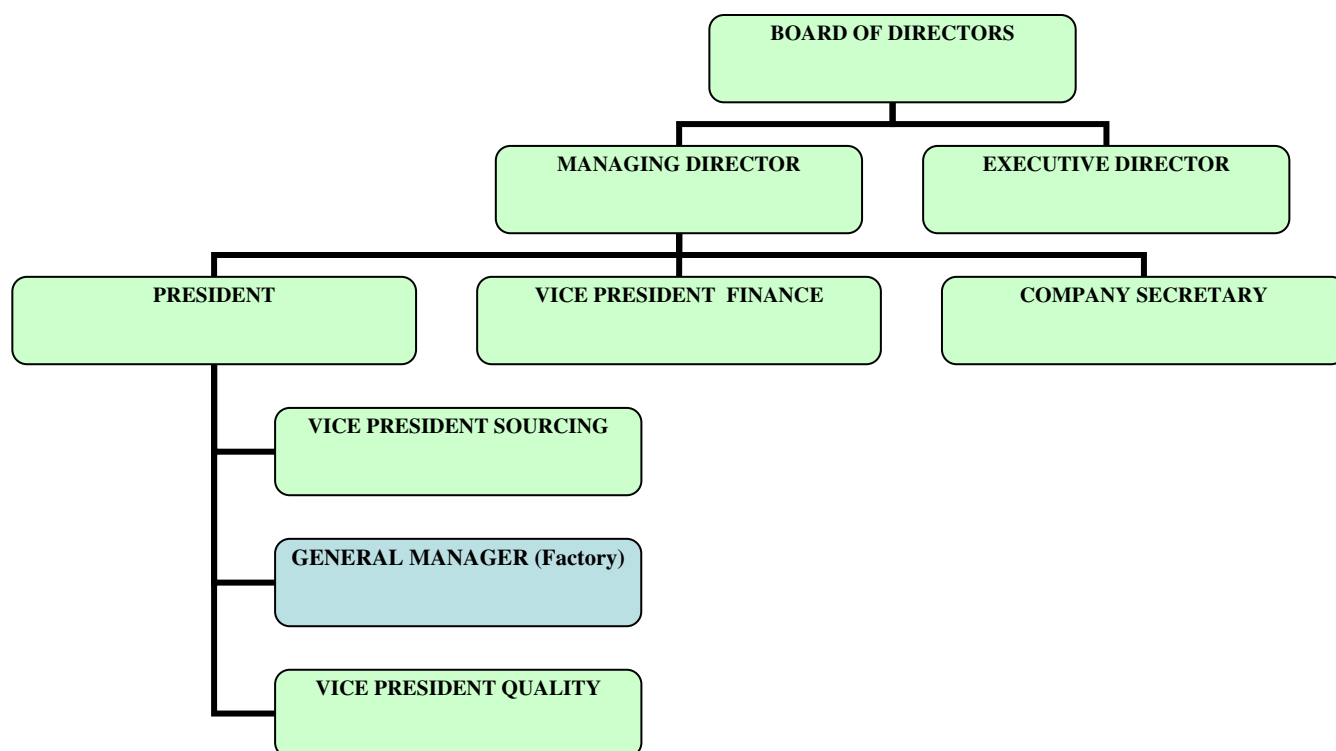 BOARD OF DIRECTORS
MANAGING DIRECTOR
EXECUTIVE DIRECTOR
PRESIDENT
VICE PRESIDENT  FINANCE
COMPANY SECRETARY
VICE PRESIDENT SOURCING
GENERAL MANAGER (Factory)
VICE PRESIDENT QUALITY